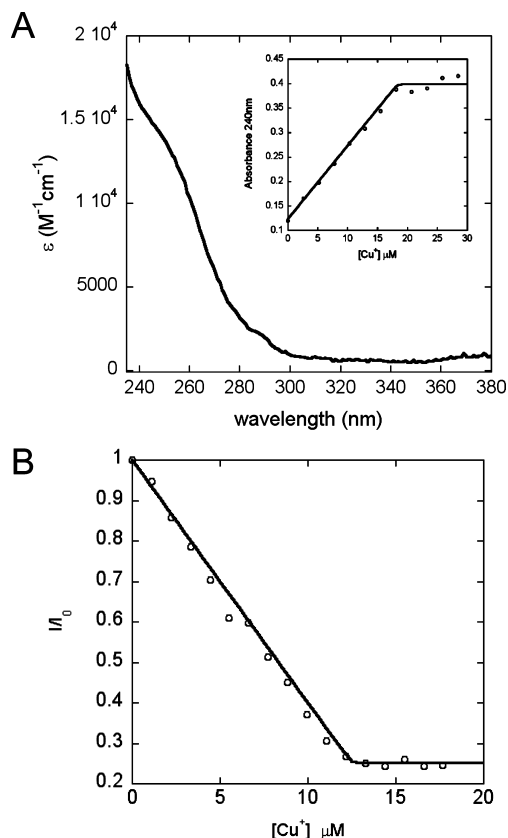 A
2 10⁴
1.5 10⁴
1 10⁴
5000
0
ε (M⁻¹cm⁻¹)
240 260 280 300 320 340 360 380
wavelength (nm)
0.45
0.4
0.35
0.3
0.25
0.2
0.15
0.1
Absorbance 240nm
0 5 10 15 20 25 30
[Cu⁺] μM
B
1
0.9
0.8
0.7
0.6
0.5
0.4
0.3
0.2
I/I₀
0 5 10 15 20
[Cu⁺] μM